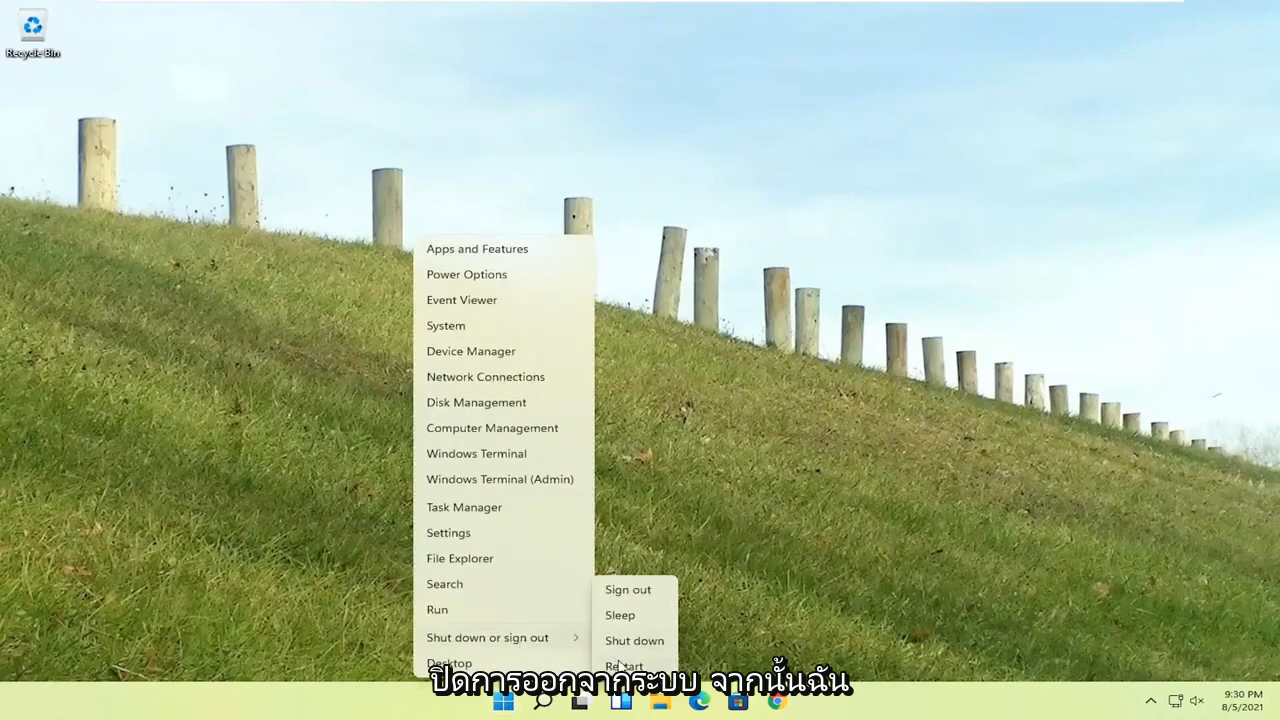 Recycle Bin
Apps and Features
Power Options
Event Viewer
System
Device Manager
Network Connections
Disk Management
Computer Management
Windows Terminal
Windows Terminal (Admin)
Task Manager
Settings
File Explorer
Search
Run
Shut down or sign out
Desktop
Sign out
Sleep
Shut down
Restart
ปิดการออกจากระบบ จากนั้นฉัน
9:30 PM
8/5/2021